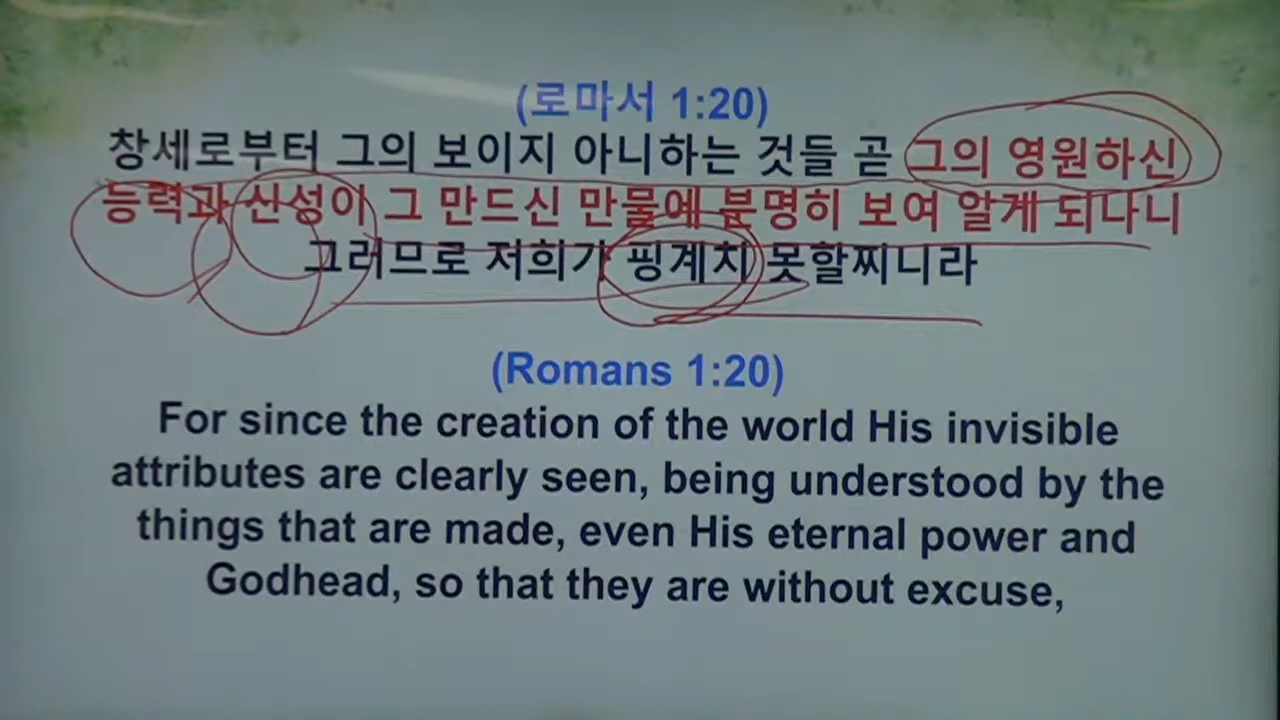 (로마서 1:20)
창세로부터 그의 보이지 아니하는 것들 곧 그의 영원하신
능력과 신성이 그 만드신 만물에 분명히 보여 알게 되나니
그러므로 저희가 핑계치 못할찌니라
(Romans 1:20)
For since the creation of the world His invisible
attributes are clearly seen, being understood by the
things that are made, even His eternal power and
Godhead, so that they are without excuse,